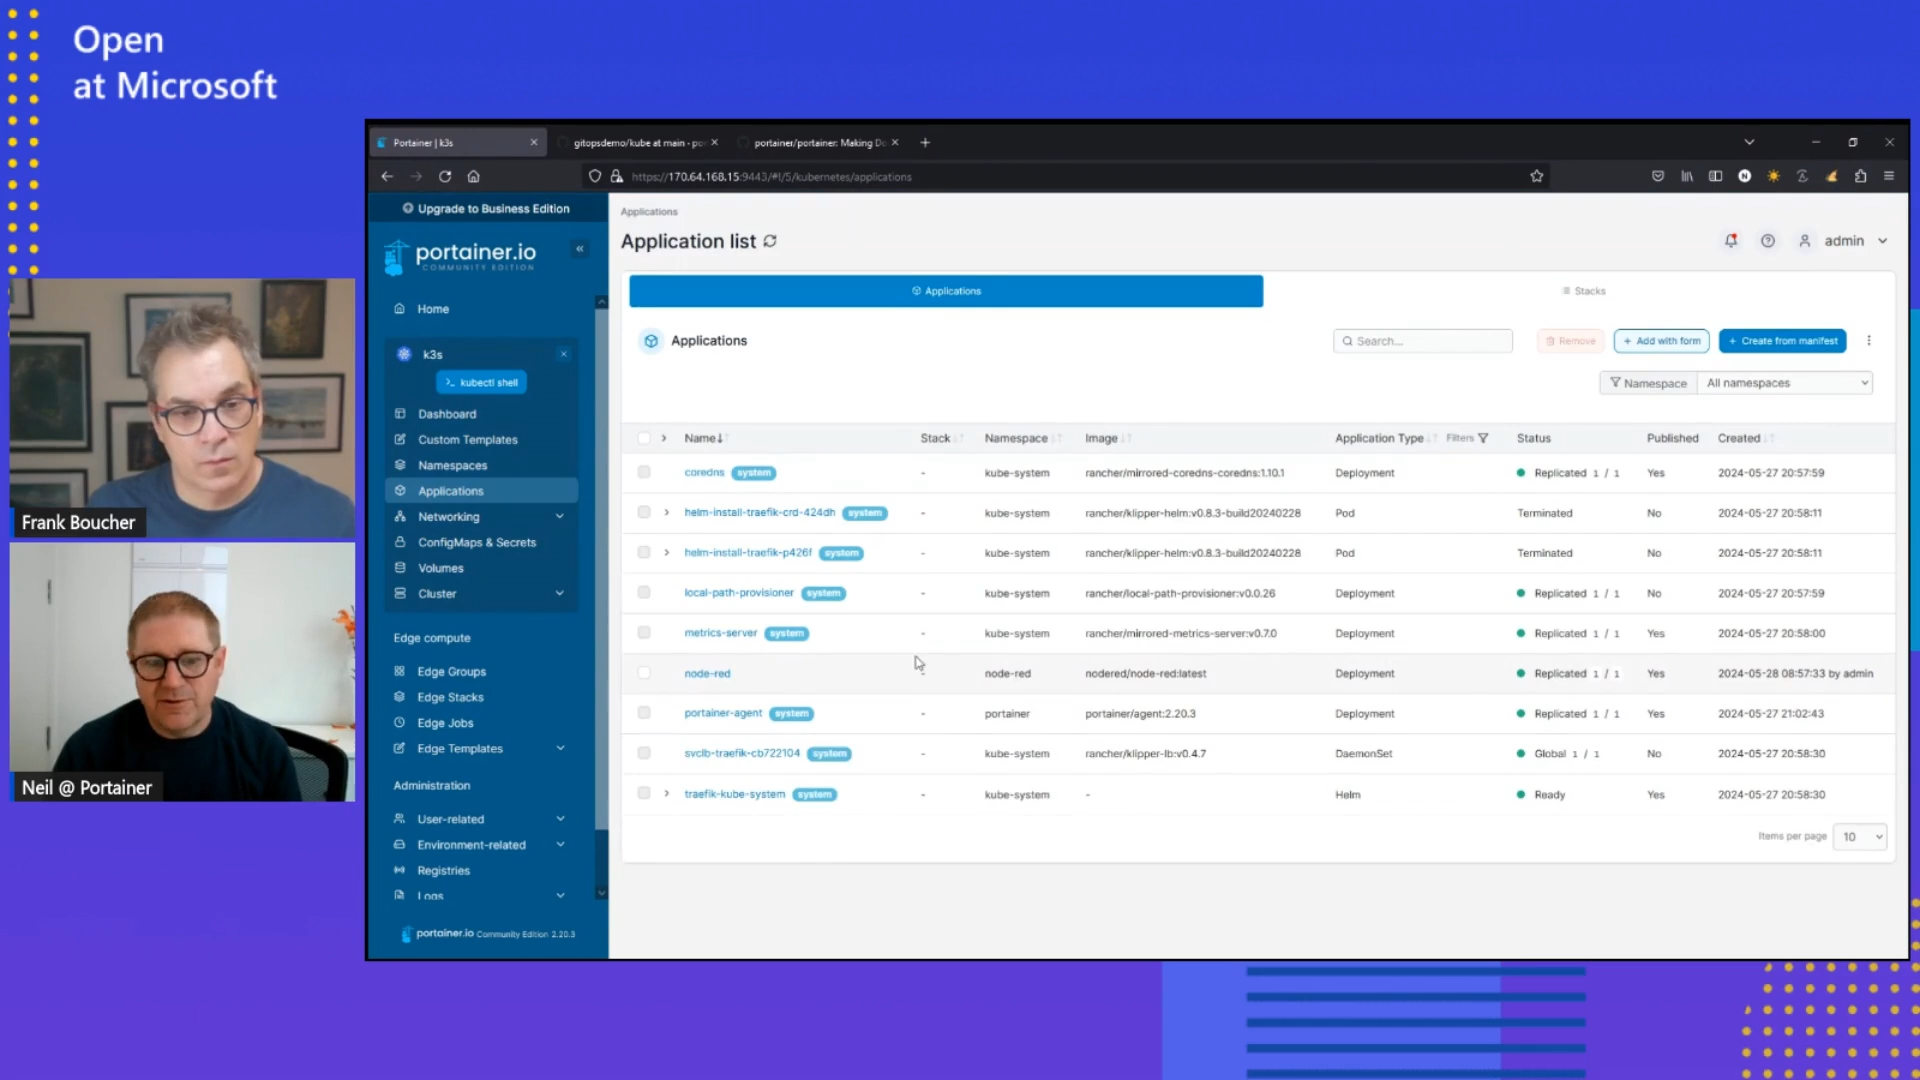 Open
at Microsoft
Portainer | k3s
gitopsdemo/kube at main · po
portainer/portainer: Making Do
https://170.64.168.15:9443/#!/5/kubernetes/applications
Upgrade to Business Edition
portainer.io
COMMUNITY EDITION
Home
k3s
>_ kubectl shell
Dashboard
Custom Templates
Namespaces
Applications
Networking
ConfigMaps & Secrets
Volumes
Cluster
Edge compute
Edge Groups
Edge Stacks
Edge Jobs
Edge Templates
Administration
User-related
Environment-related
Registries
Logs
portainer.io Community Edition 2.20.3
Applications
Application list
admin
Applications
Stacks
Applications
Search...
Remove
+ Add with form
+ Create from manifest
Namespace All namespaces
Name Stack Namespace Image Application Type Filters Status Published Created
coredns system - kube-system rancher/mirrored-coredns-coredns:1.10.1 Deployment Replicated 1 / 1 Yes 2024-05-27 20:57:59
helm-install-traefik-crd-424dh system - kube-system rancher/klipper-helm:v0.8.3-build20240228 Pod Terminated No 2024-05-27 20:58:11
helm-install-traefik-p426f system - kube-system rancher/klipper-helm:v0.8.3-build20240228 Pod Terminated No 2024-05-27 20:58:11
local-path-provisioner system - kube-system rancher/local-path-provisioner:v0.0.26 Deployment Replicated 1 / 1 No 2024-05-27 20:57:59
metrics-server system - kube-system rancher/mirrored-metrics-server:v0.7.0 Deployment Replicated 1 / 1 Yes 2024-05-27 20:58:00
node-red - node-red nodered/node-red:latest Deployment Replicated 1 / 1 Yes 2024-05-28 08:57:33 by admin
portainer-agent system - portainer portainer/agent:2.20.3 Deployment Replicated 1 / 1 Yes 2024-05-27 21:02:43
svclb-traefik-cb722104 system - kube-system rancher/klipper-lb:v0.4.7 DaemonSet Global 1 / 1 No 2024-05-27 20:58:30
traefik-kube-system system - kube-system - Helm Ready Yes 2024-05-27 20:58:30
Items per page 10
Frank Boucher
Neil @ Portainer